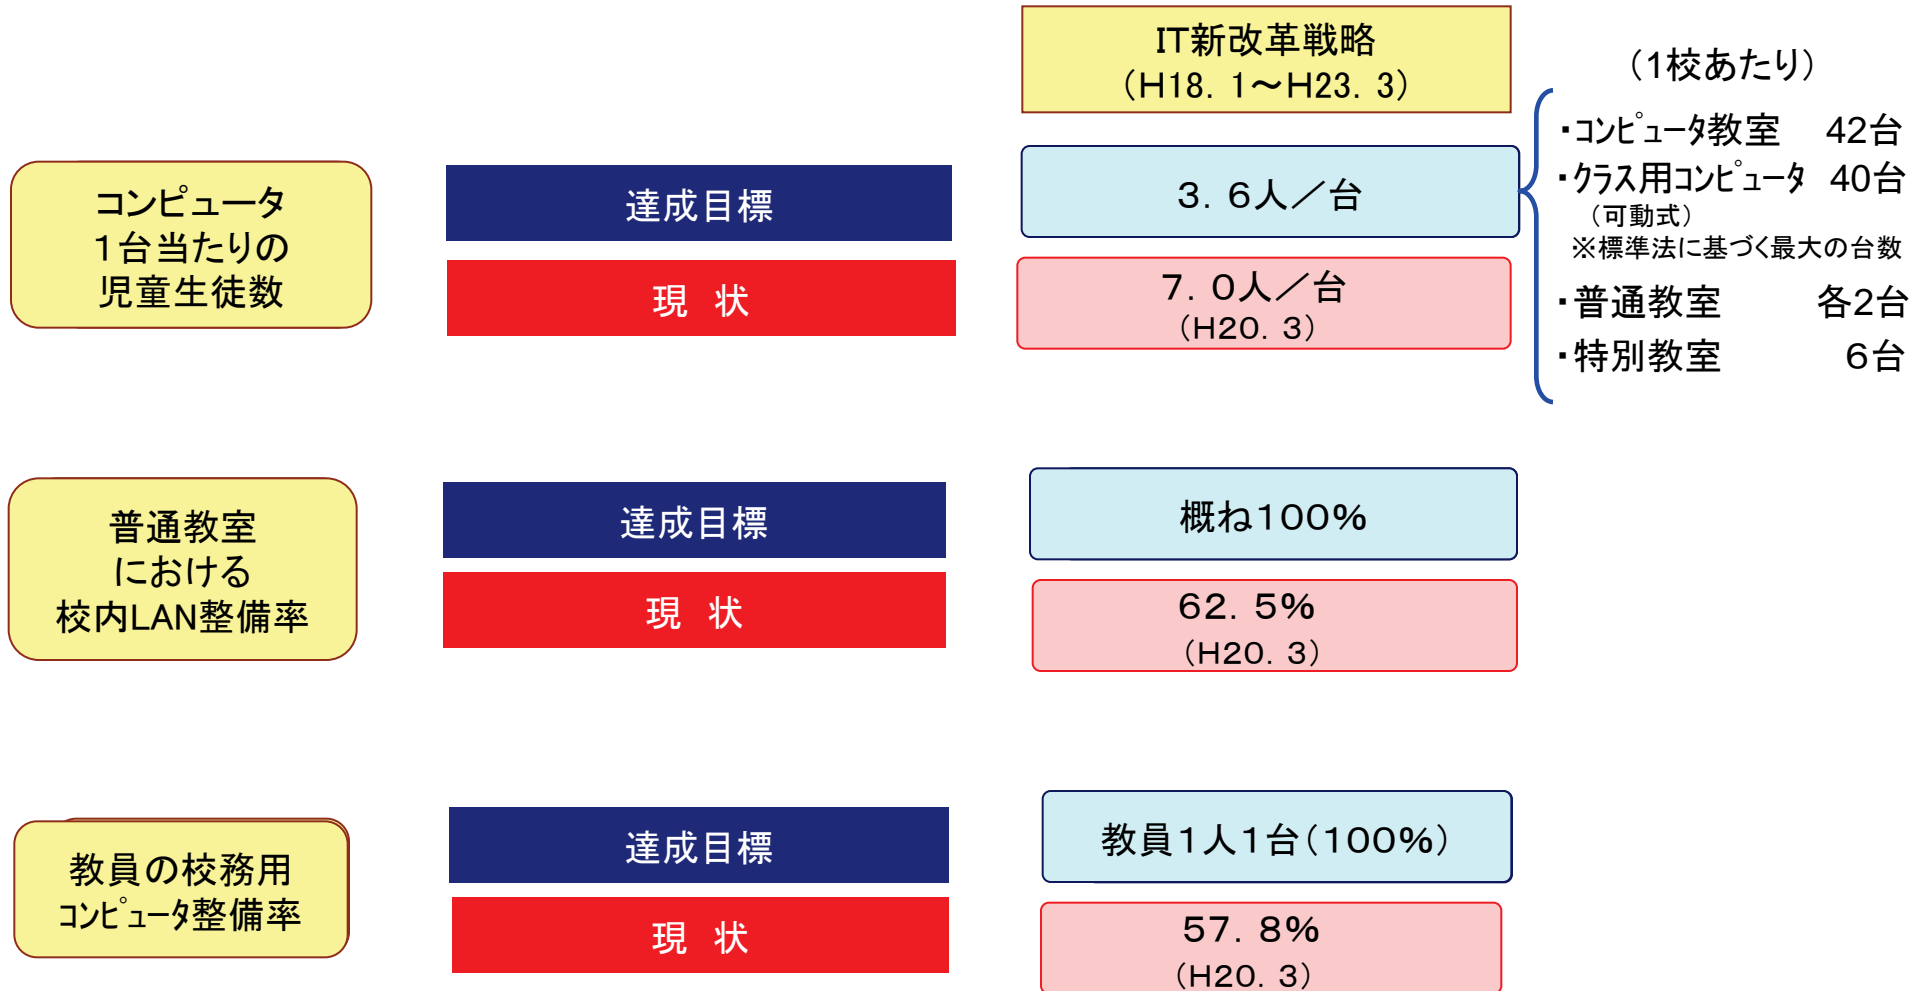 IT新改革戦略
（H18．1～H23．3）
（1校あたり）
・コンピュータ教室　42台
・クラス用コンピュータ　40台
（可動式）
※標準法に基づく最大の台数
・普通教室　各2台
・特別教室　６台
コンピュータ
１台当たりの
児童生徒数
達成目標
３．６人／台
現　状
７．０人／台
（H２０．３）
普通教室
における
校内LAN整備率
達成目標
概ね１００％
現　状
６２．５％
（H２０．３）
教員の校務用
コンピュータ整備率
達成目標
教員１人１台（１００％）
現　状
５７．８％
（H２０．３）